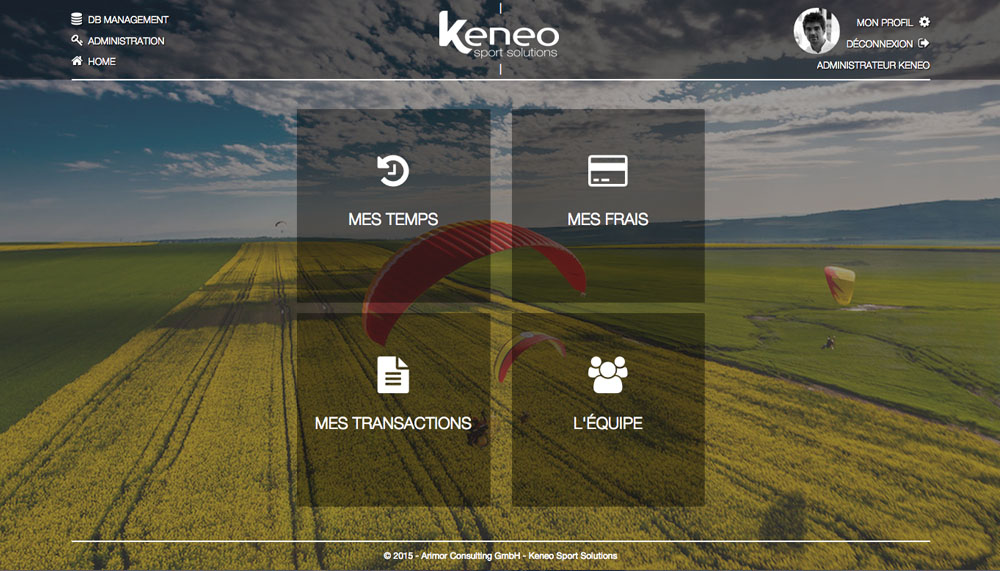 DB MANAGEMENT
ADMINISTRATION
HOME
Keneo
sport solutions
MON PROFIL
DÉCONNEXION
ADMINISTRATEUR KENEO
MES TEMPS
MES FRAIS
MES TRANSACTIONS
L'ÉQUIPE
© 2015 - Arimor Consulting GmbH - Keneo Sport Solutions